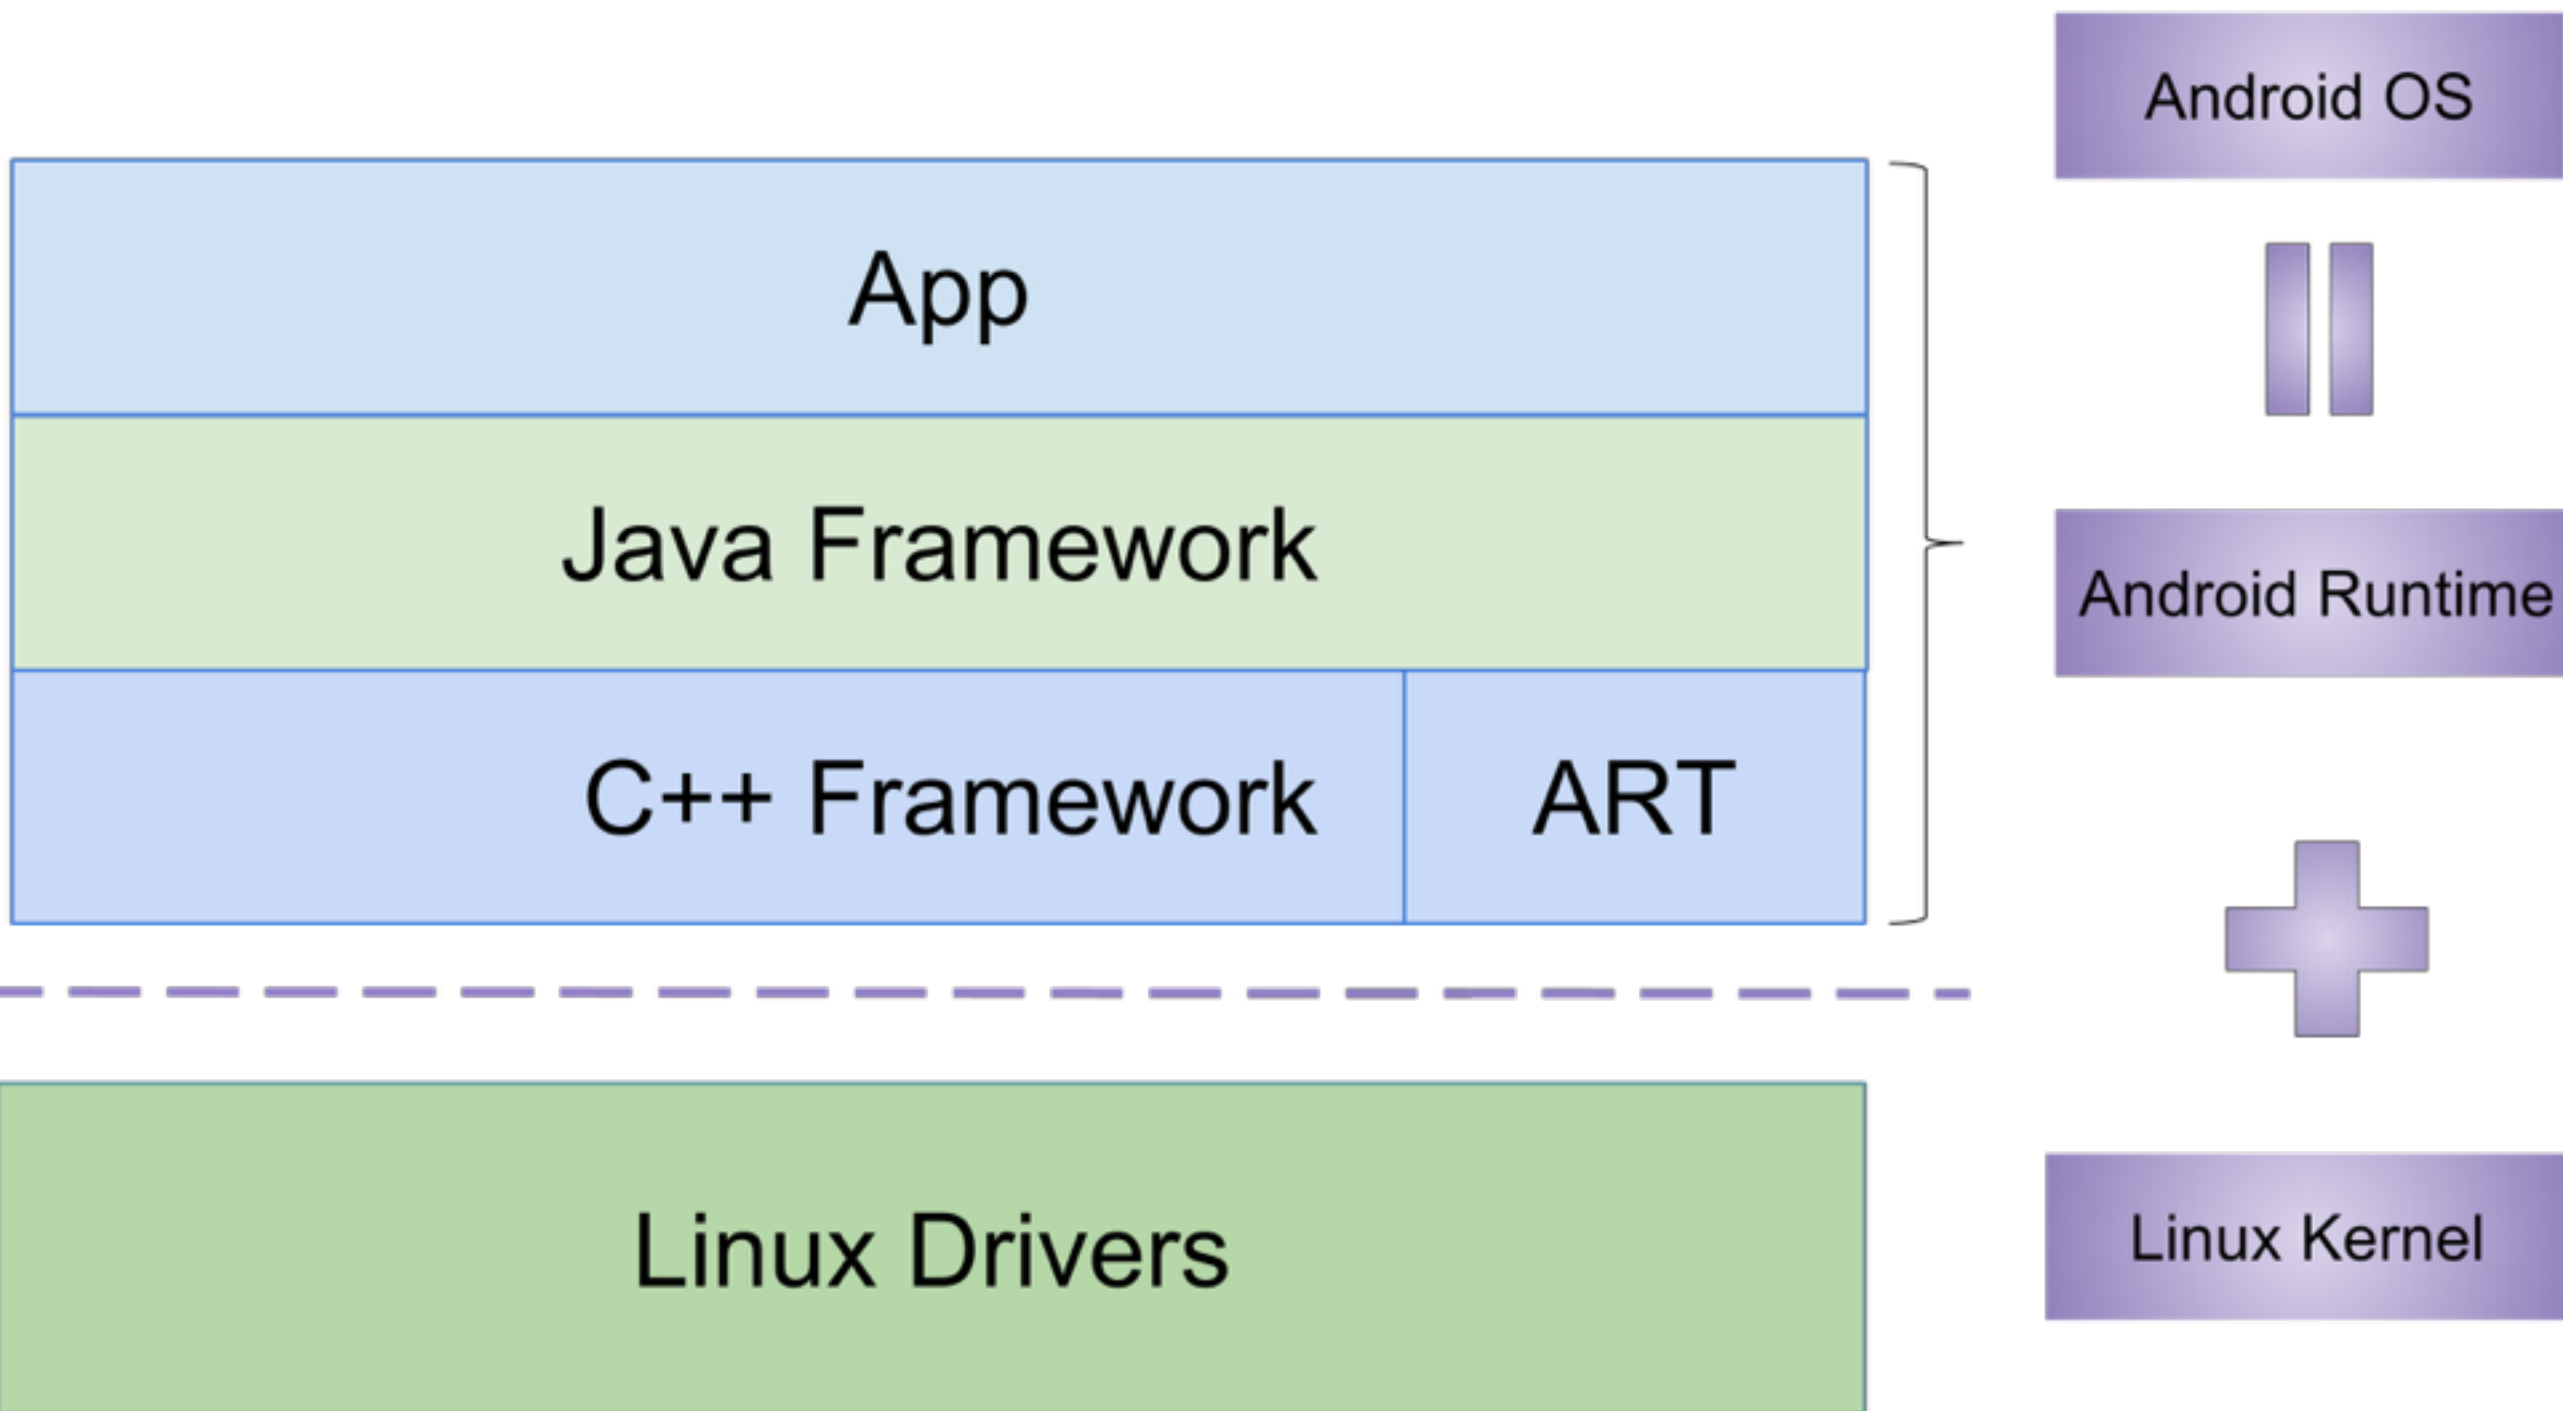 Android OS
App
Java Framework
Android Runtime
C++ Framework
ART
Linux Drivers
Linux Kernel